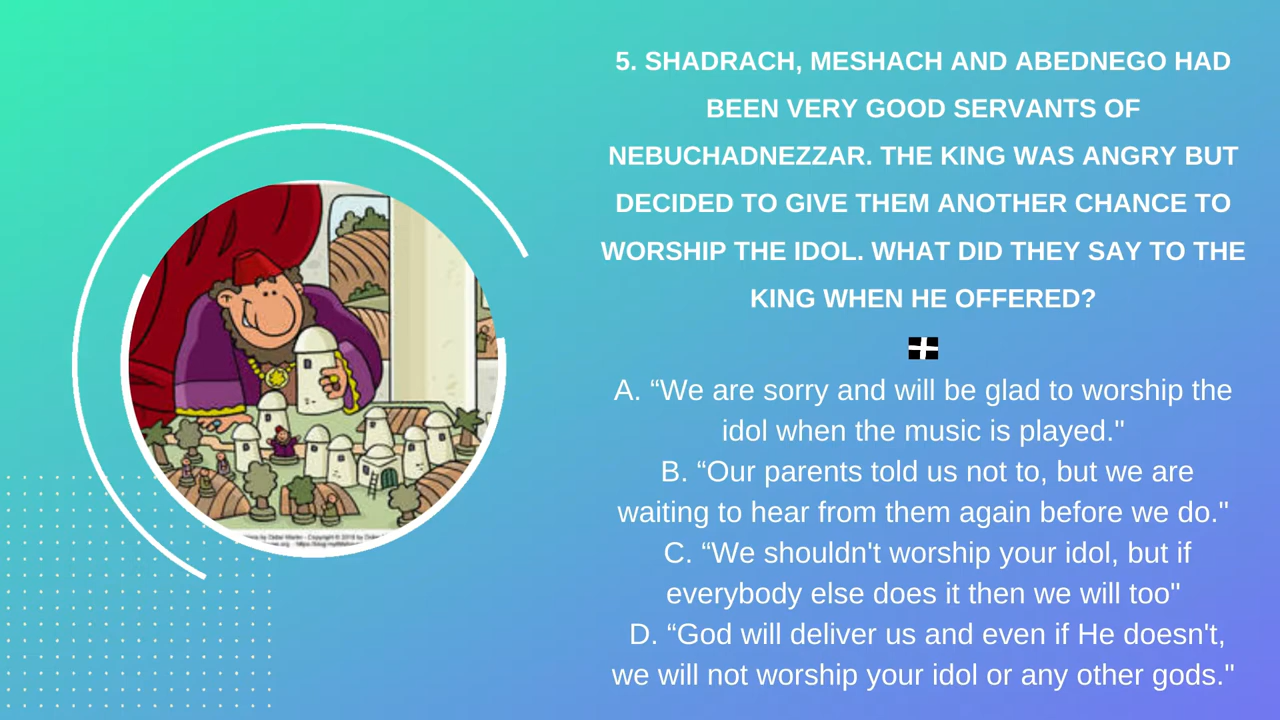 5. SHADRACH, MESHACH AND ABEDNEGO HAD
BEEN VERY GOOD SERVANTS OF
NEBUCHADNEZZAR. THE KING WAS ANGRY BUT
DECIDED TO GIVE THEM ANOTHER CHANCE TO
WORSHIP THE IDOL. WHAT DID THEY SAY TO THE
KING WHEN HE OFFERED?
A. “We are sorry and will be glad to worship the
idol when the music is played."
B. “Our parents told us not to, but we are
waiting to hear from them again before we do."
C. “We shouldn't worship your idol, but if
everybody else does it then we will too"
D. “God will deliver us and even if He doesn't,
we will not worship your idol or any other gods."